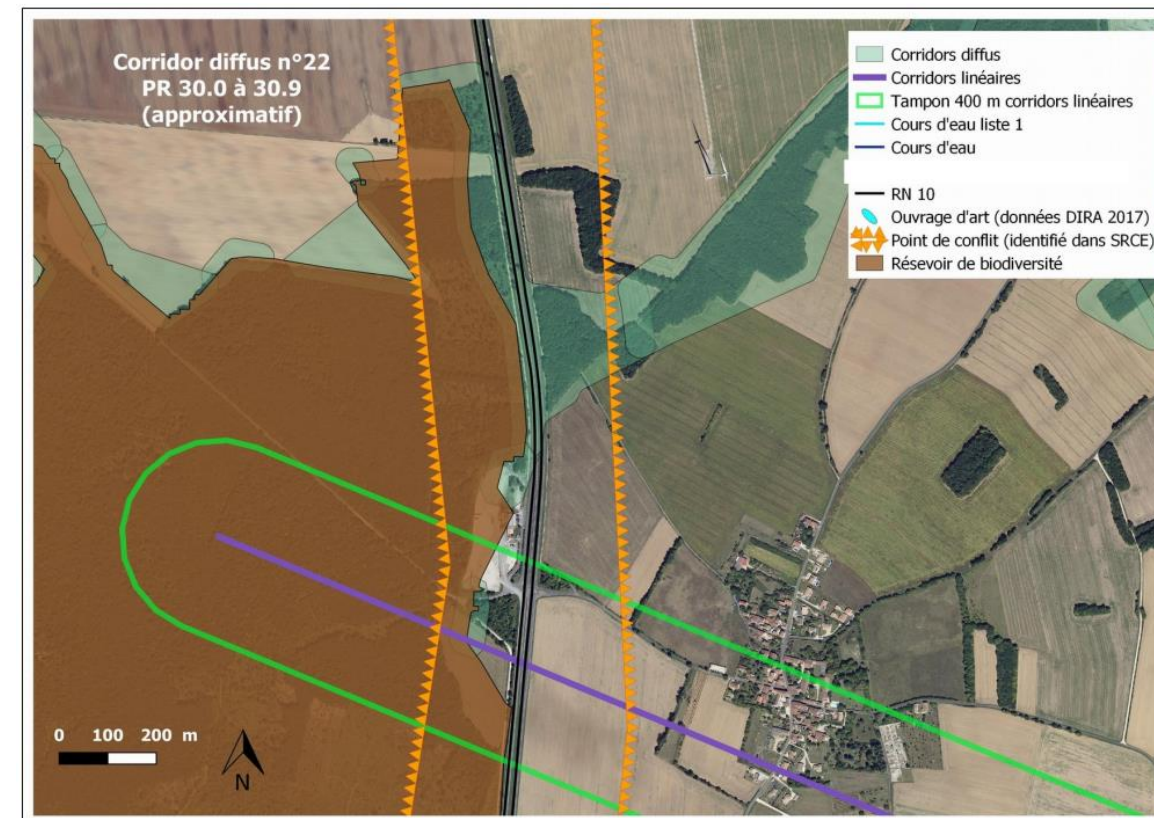 Corridor diffus n°22
PR 30.0 à 30.9
(approximatif)
Corridors diffus
Corridors linéaires
Tampon 400 m corridors linéaires
Cours d'eau liste 1
Cours d'eau
RN 10
Ouvrage d'art (données DIRA 2017)
Point de conflit (identifié dans SRCE)
Résevoir de biodiversité
0 100 200 m
N